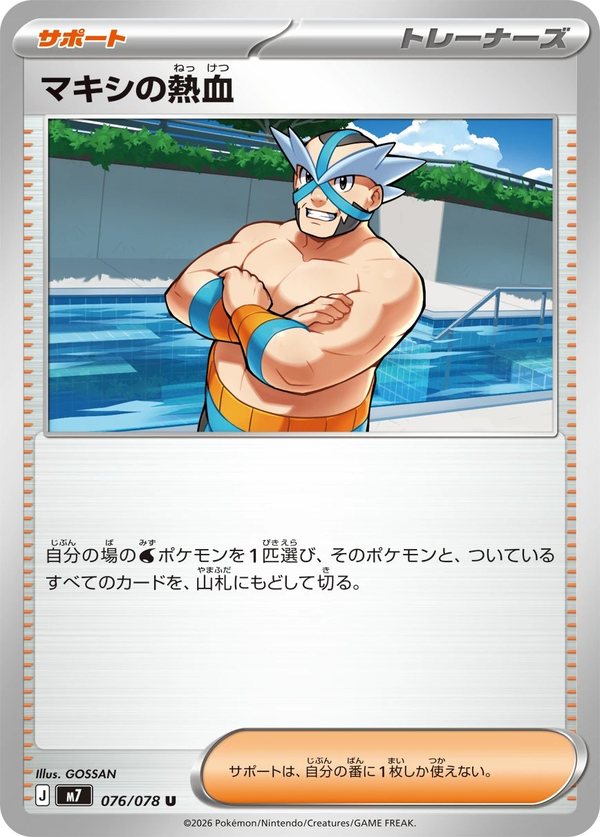 サポート
トレーナーズ
マキシの熱血
ねっ けつ
自分の場のポケモンを1匹選び、そのポケモンと、ついている
じぶん ば みず ぴきえら
すべてのカードを、山札にもどして切る。
やまふだ き
Illus. GOSSAN
サポートは、自分の番に1枚しか使えない。
じぶん ばん まい つか
J m7 076/078 U
©2026 Pokémon/Nintendo/Creatures/GAME FREAK.